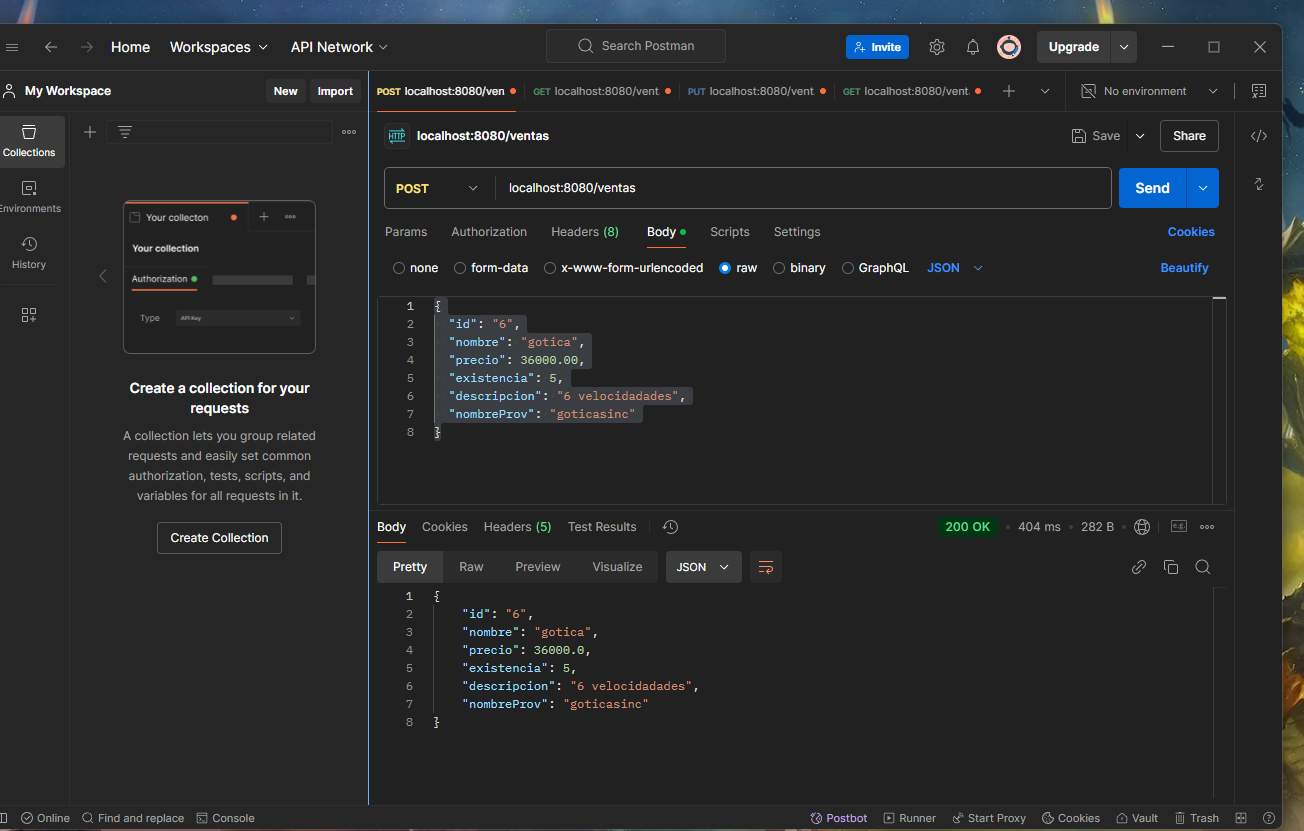 Home Workspaces API Network Search Postman Invite Upgrade
My Workspace New Import POST localhost:8080/ven GET localhost:8080/vent PUT localhost:8080/vent GET localhost:8080/vent. No environment
Collections
Environments
History
Your collecton
Your collection
Authorization
Type API Key
Create a collection for your
requests
A collection lets you group related
requests and easily set common
authorization, tests, scripts, and
variables for all requests in it.
Create Collection
HTTP localhost:8080/ventas Save Share
POST localhost:8080/ventas Send
Params Authorization Headers (8) Body Scripts Settings Cookies
none form-data x-www-form-urlencoded raw binary GraphQL JSON Beautify
1 {
2 "id": "6",
3 "nombre": "gotica",
4 "precio": 36000.00,
5 "existencia": 5,
6 "descripcion": "6 velocidadades",
7 "nombreProv": "goticasinc"
8 }
Body Cookies Headers (5) Test Results 200 OK 404 ms 282 B e.g.
Pretty Raw Preview Visualize JSON
1 {
2 "id": "6",
3 "nombre": "gotica",
4 "precio": 36000.0,
5 "existencia": 5,
6 "descripcion": "6 velocidadades",
7 "nombreProv": "goticasinc"
8 }
Online Find and replace Console Postbot Runner Start Proxy Cookies Vault Trash